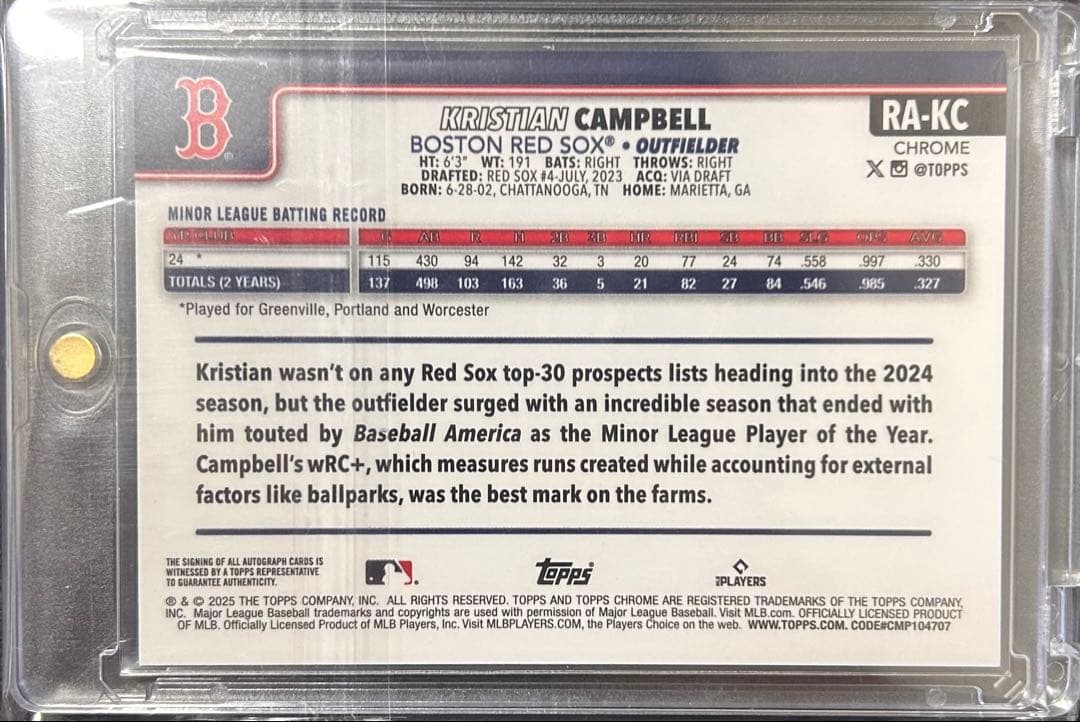 B
RA-KC
KRISTIAN CAMPBELL
BOSTON RED SOX® • OUTFIELDER
CHROME
@TOPPS
HT: 6'3" WT: 191 BATS: RIGHT THROWS: RIGHT
DRAFTED: RED SOX #4-JULY, 2023 ACQ: VIA DRAFT
BORN: 6-28-02, CHATTANOOGA, TN HOME: MARIETTA, GA
MINOR LEAGUE BATTING RECORD
YR CLUB G AB R H 2B 3B HR RBI SB BB SLG OPS AVG
24 * 115 430 94 142 32 3 20 77 24 74 .558 .997 .330
TOTALS (2 YEARS) 137 498 103 163 36 5 21 82 27 84 .546 .985 .327
*Played for Greenville, Portland and Worcester
Kristian wasn't on any Red Sox top-30 prospects lists heading into the 2024
season, but the outfielder surged with an incredible season that ended with
him touted by Baseball America as the Minor League Player of the Year.
Campbell's wRC+, which measures runs created while accounting for external
factors like ballparks, was the best mark on the farms.
THE SIGNING OF ALL AUTOGRAPH CARDS IS
WITNESSED BY A TOPPS REPRESENTATIVE
TO GUARANTEE AUTHENTICITY.
Topps
PLAYERS
® & © 2025 THE TOPPS COMPANY, INC. ALL RIGHTS RESERVED. TOPPS AND TOPPS CHROME ARE REGISTERED TRADEMARKS OF THE TOPPS COMPANY,
INC. Major League Baseball trademarks and copyrights are used with permission of Major League Baseball. Visit MLB.com. OFFICIALLY LICENSED PRODUCT
OF MLB. Officially Licensed Product of MLB Players, Inc. Visit MLBPLAYERS.COM, the Players Choice on the web. WWW.TOPPS.COM. CODE#CMP104707